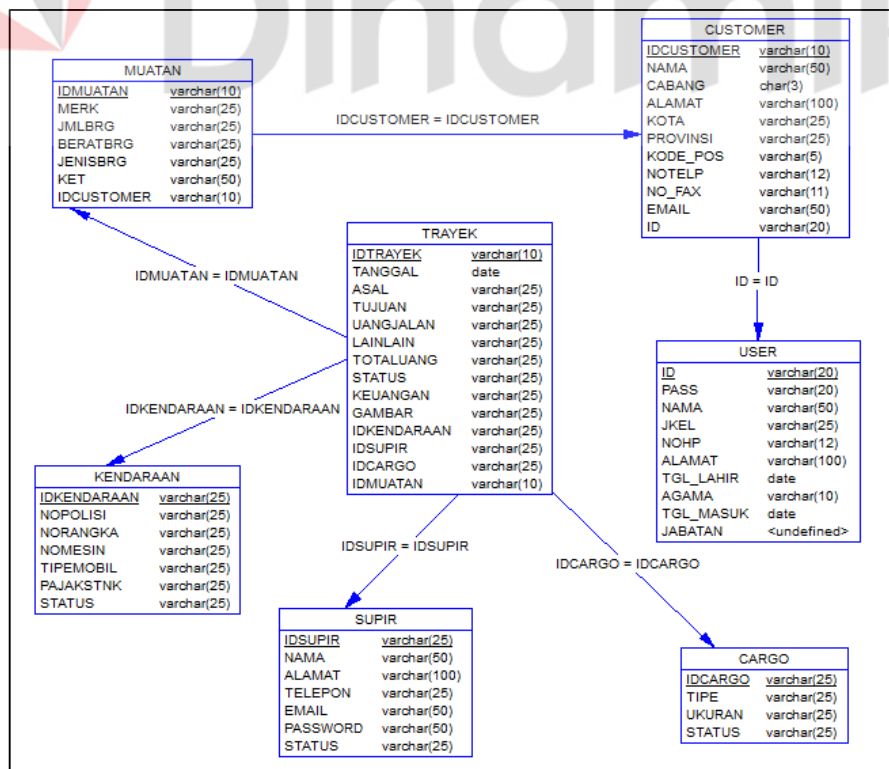 Dinamik
CUSTOMER
IDCUSTOMER varchar(10)
NAMA varchar(50)
CABANG char(3)
ALAMAT varchar(100)
KOTA varchar(25)
PROVINSI varchar(25)
KODE_POS varchar(5)
NOTELP varchar(12)
NO_FAX varchar(11)
EMAIL varchar(50)
ID varchar(20)
MUATAN
IDMUATAN varchar(10)
MERK varchar(25)
JMLBRG varchar(25)
BERATBRG varchar(25)
JENISBRG varchar(25)
KET varchar(50)
IDCUSTOMER varchar(10)
IDCUSTOMER = IDCUSTOMER
TRAYEK
IDTRAYEK varchar(10)
TANGGAL date
ASAL varchar(25)
TUJUAN varchar(25)
UANGJALAN varchar(25)
LAINLAIN varchar(25)
TOTALUANG varchar(25)
STATUS varchar(25)
KEUANGAN varchar(25)
GAMBAR varchar(25)
IDKENDARAAN varchar(25)
IDSUPIR varchar(25)
IDCARGO varchar(25)
IDMUATAN varchar(10)
IDMUATAN = IDMUATAN
ID = ID
USER
ID varchar(20)
PASS varchar(20)
NAMA varchar(50)
JKEL varchar(25)
NOHP varchar(12)
ALAMAT varchar(100)
TGL_LAHIR date
AGAMA varchar(10)
TGL_MASUK date
JABATAN <undefined>
IDKENDARAAN = IDKENDARAAN
KENDARAAN
IDKENDARAAN varchar(25)
NOPOLISI varchar(25)
NORANGKA varchar(25)
NOMESIN varchar(25)
TIPEMOBIL varchar(25)
PAJAKSTNK varchar(25)
STATUS varchar(25)
IDSUPIR = IDSUPIR
IDCARGO = IDCARGO
SUPIR
IDSUPIR varchar(25)
NAMA varchar(50)
ALAMAT varchar(100)
TELEPON varchar(25)
EMAIL varchar(50)
PASSWORD varchar(50)
STATUS varchar(25)
CARGO
IDCARGO varchar(25)
TIPE varchar(25)
UKURAN varchar(25)
STATUS varchar(25)